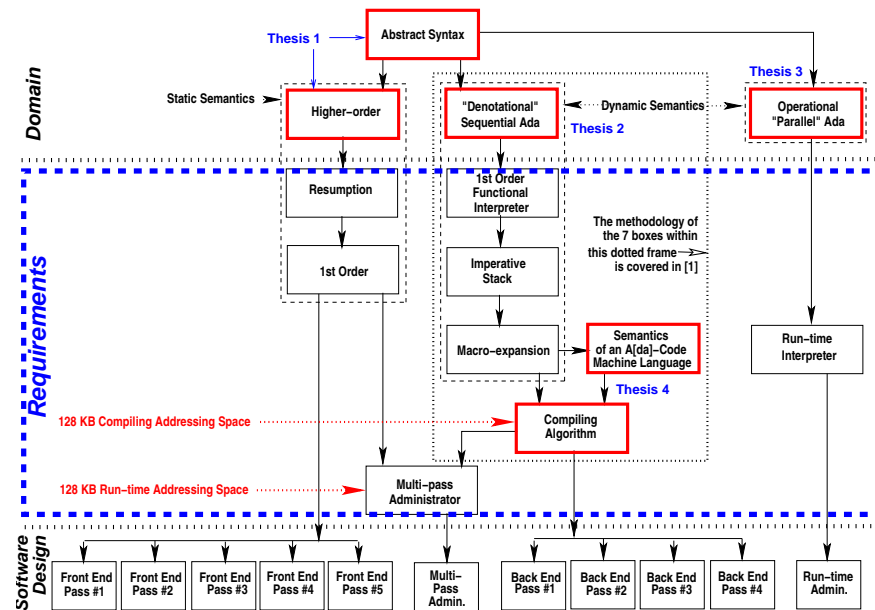 Thesis 1
Abstract Syntax
Domain
Thesis 3
Static Semantics
Higher-order
"Denotational"
Sequential Ada
Dynamic Semantics
Operational
"Parallel" Ada
Thesis 2
Requirements
Resumption
1st Order
Functional
Interpreter
The methodology of
the 7 boxes within
this dotted frame
is covered in [1]
1st Order
Imperative
Stack
Macro-expansion
Semantics
of an A[da]-Code
Machine Language
Run-time
Interpreter
Thesis 4
128 KB Compiling Addressing Space
Compiling
Algorithm
128 KB Run-time Addressing Space
Multi-pass
Administrator
Software
Design
Front End
Pass #1
Front End
Pass #2
Front End
Pass #3
Front End
Pass #4
Front End
Pass #5
Multi-
Pass
Admin.
Back End
Pass #1
Back End
Pass #2
Back End
Pass #3
Back End
Pass #4
Run-time
Admin.